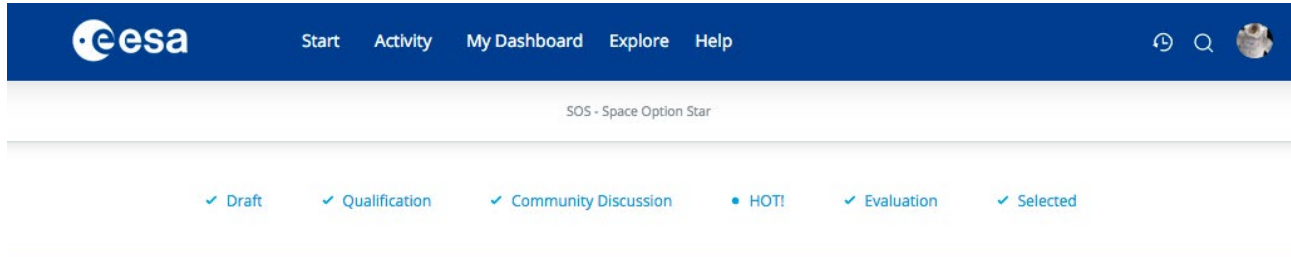 esa Start Activity My Dashboard Explore Help
SOS - Space Option Star
Draft Qualification Community Discussion HOT! Evaluation Selected